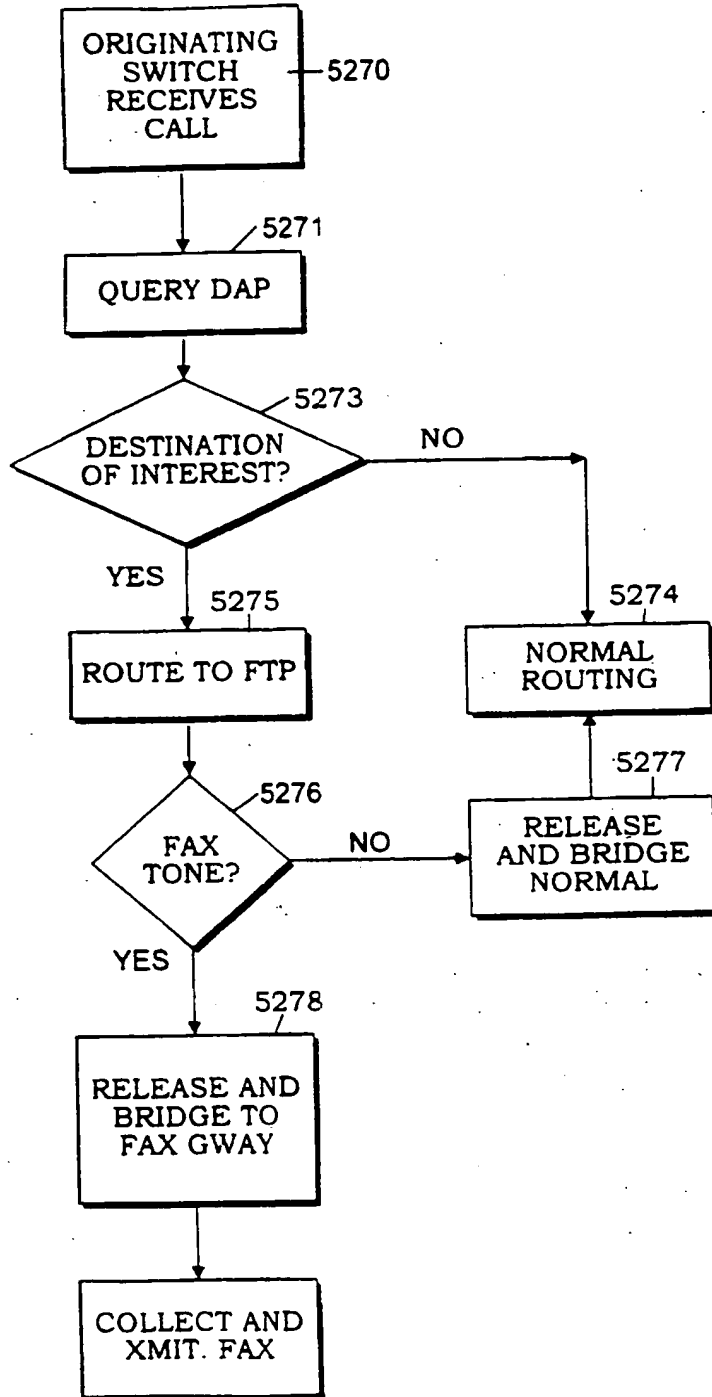 ORIGINATING
SWITCH
RECEIVES
CALL
5270
5271
QUERY DAP
5273
DESTINATION
OF INTEREST?
NO
YES
5275
ROUTE TO FTP
5274
NORMAL
ROUTING
5276
FAX
TONE?
NO
5277
RELEASE
AND BRIDGE
NORMAL
YES
5278
RELEASE AND
BRIDGE TO
FAX GWAY
COLLECT AND
XMIT. FAX